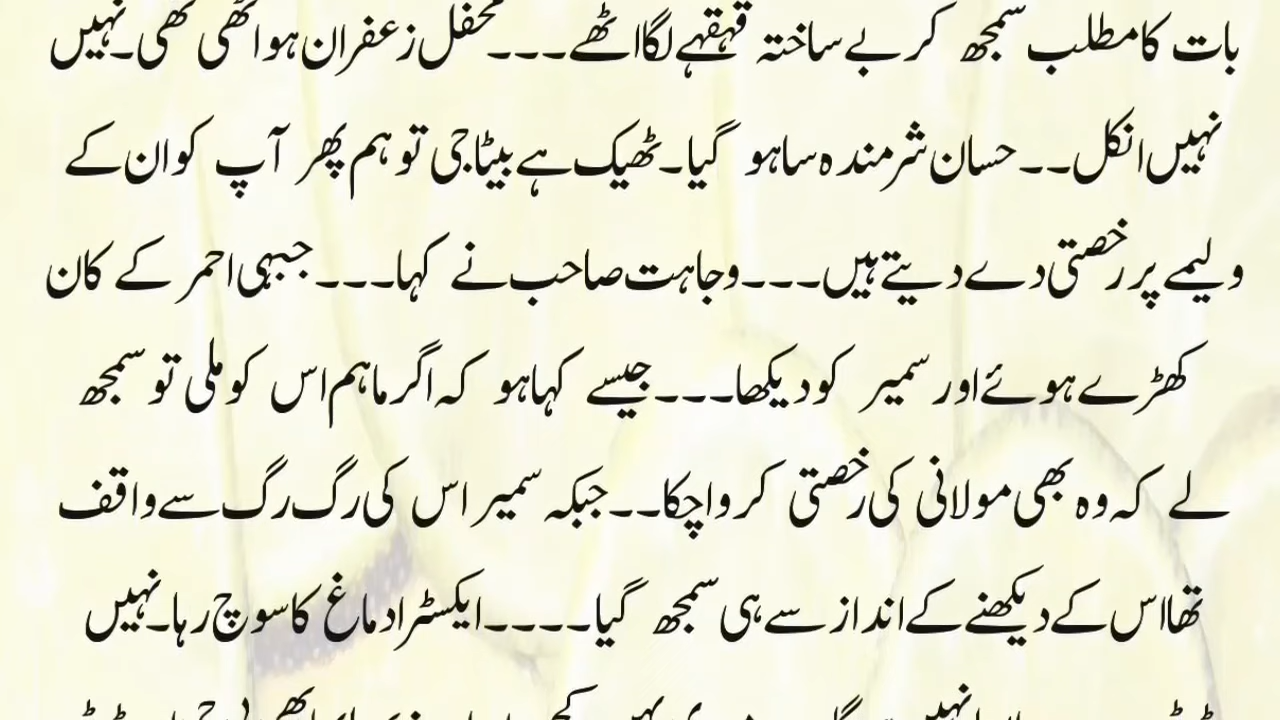 بات کا مطلب سمجھ کر بے ساختہ قہقہے لگا اٹھے۔۔۔۔محفل زعفران ہو اٹھی تھی۔نہیں
نہیں انکل۔۔حسان شرمندہ سا ہو گیا۔ٹھیک ہے بیٹا جی تو ہم پھر آپ کو ان کے
ولیمے پر رخصتی دے دیتے ہیں۔۔۔وجاہت صاحب نے کہا۔۔۔جبہی احمر کے کان
کھڑے ہوئے اور سمیر کو دیکھا۔۔۔جیسے کہا ہو کہ اگر ماہم اس کو ملی تو سمجھ
لے کہ وہ بھی مولانی کی رخصتی کروا چکا۔۔جبکہ سمیر اس کی رگ رگ سے واقف
تھا اس کے دیکھنے کے انداز سے ہی سمجھ گیا۔۔۔۔ایکسٹرا دماغ کا سوچ رہا۔نہیں